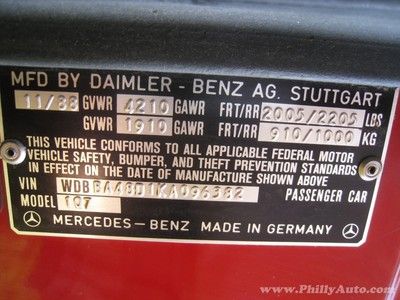 MFD BY DAIMLER - BENZ AG. STUTTGART
11/88 GVWR 4210 GAWR FRT/RR 2005/2205 LBS
GVWR 1910 GAWR FRT/RR 910/1000 KG
THIS VEHICLE CONFORMS TO ALL APPLICABLE FEDERAL MOTOR
VEHICLE SAFETY, BUMPER, AND THEFT PREVENTION STANDARDS
IN EFFECT ON THE DATE OF MANUFACTURE SHOWN ABOVE
VIN WDBBA48D1KA096382
MODEL 107 PASSENGER CAR
MERCEDES-BENZ MADE IN GERMANY
www.PhillyAuto.com